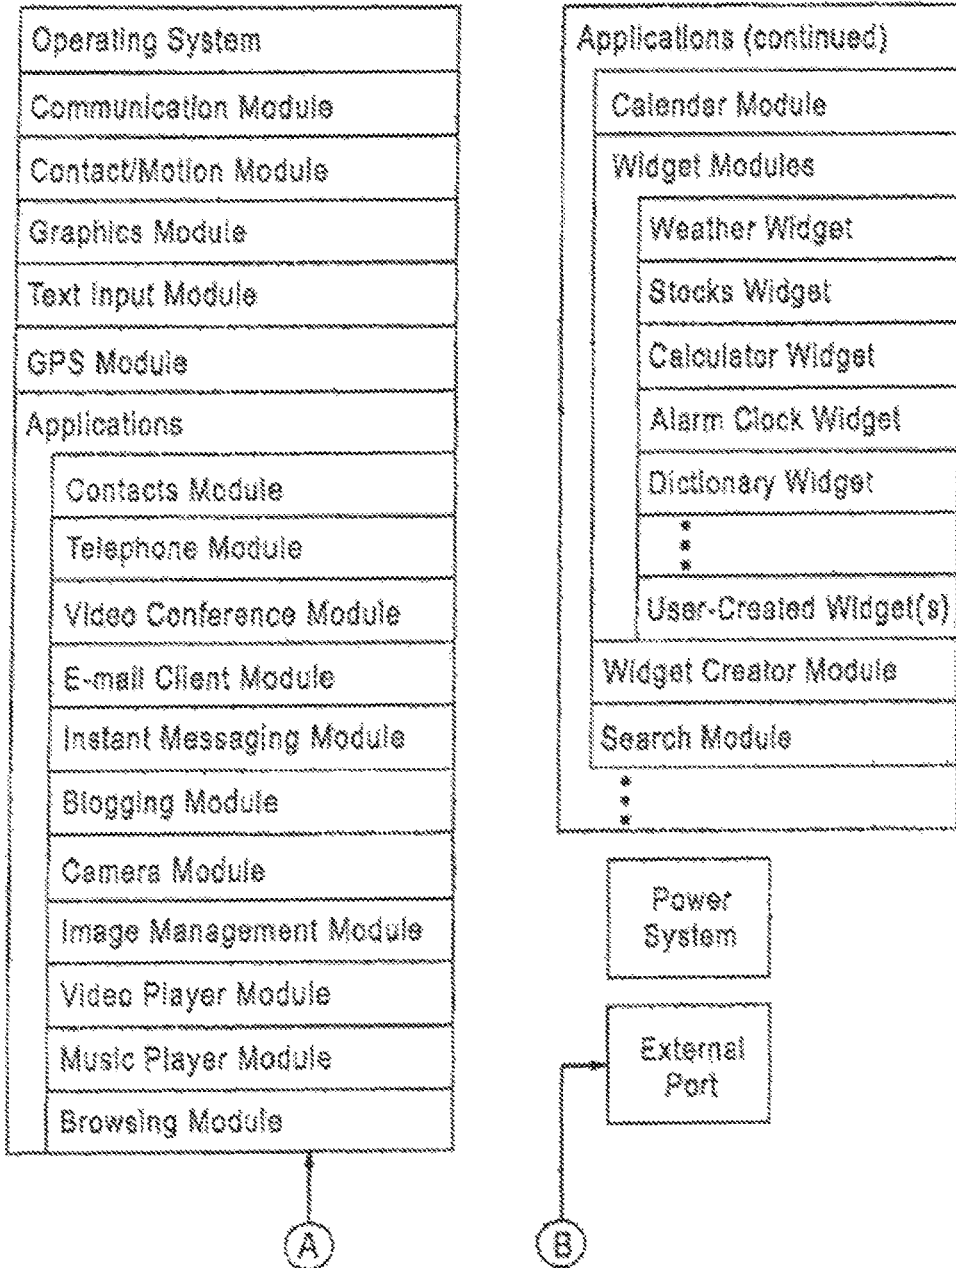 Operating System
Communication Module
Contact/Motion Module
Graphics Module
Text Input Module
GPS Module
Applications
Contacts Module
Telephone Module
Video Conference Module
E-mail Client Module
Instant Messaging Module
Blogging Module
Camera Module
Image Management Module
Video Player Module
Music Player Module
Browsing Module
A
Applications (continued)
Calendar Module
Widget Modules
Weather Widget
Stocks Widget
Calculator Widget
Alarm Clock Widget
Dictionary Widget
User-Created Widget(s)
Widget Creator Module
Search Module
Power
System
External
Port
B